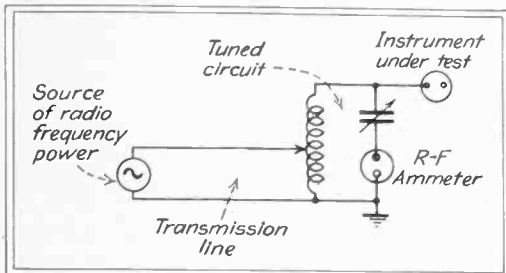 Tuned
circuit
Instrument
under test
Source
of radio
frequency
power
R-F
Ammeter
Transmission
line